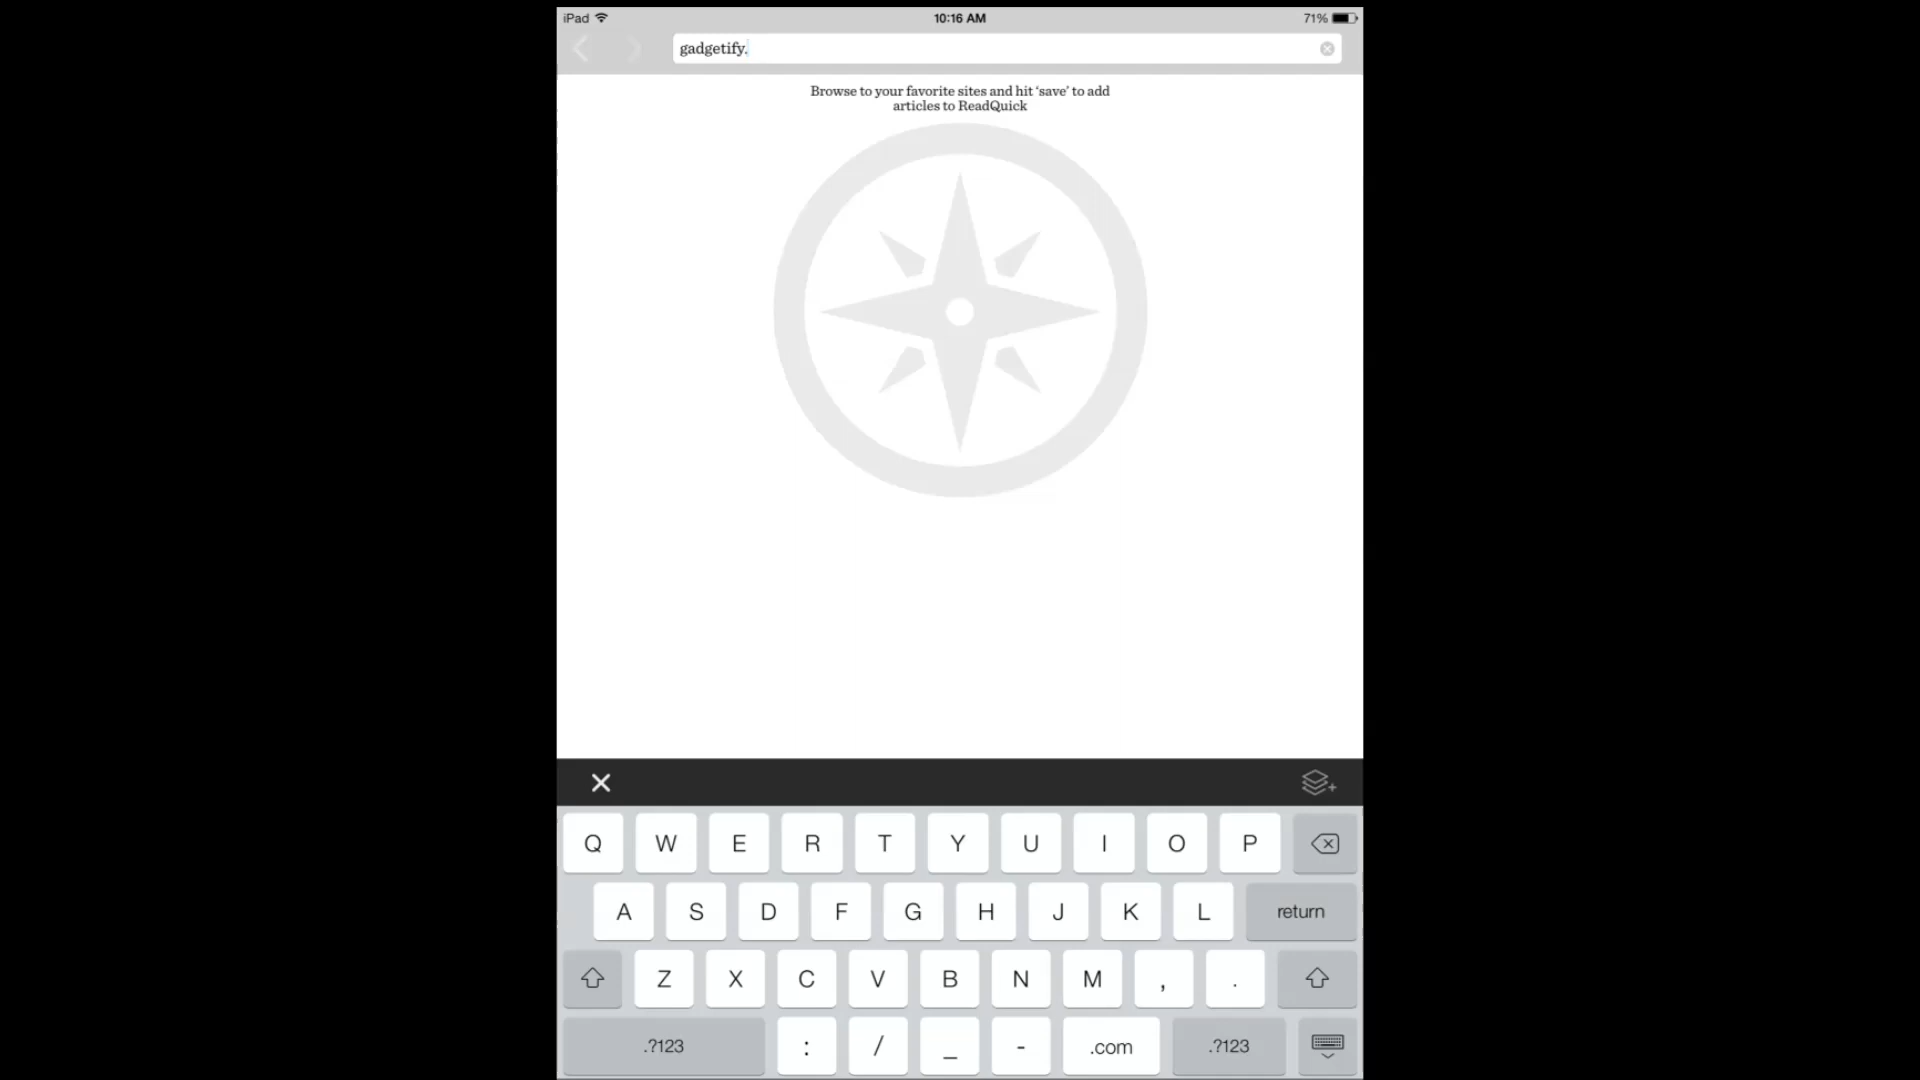 iPad
10:16 AM
71%
gadgetify.
Browse to your favorite sites and hit ‘save’ to add
articles to ReadQuick
Q W E R T Y U I O P
A S D F G H J K L return
Z X C V B N M , .
.?123 : / _ - .com .?123